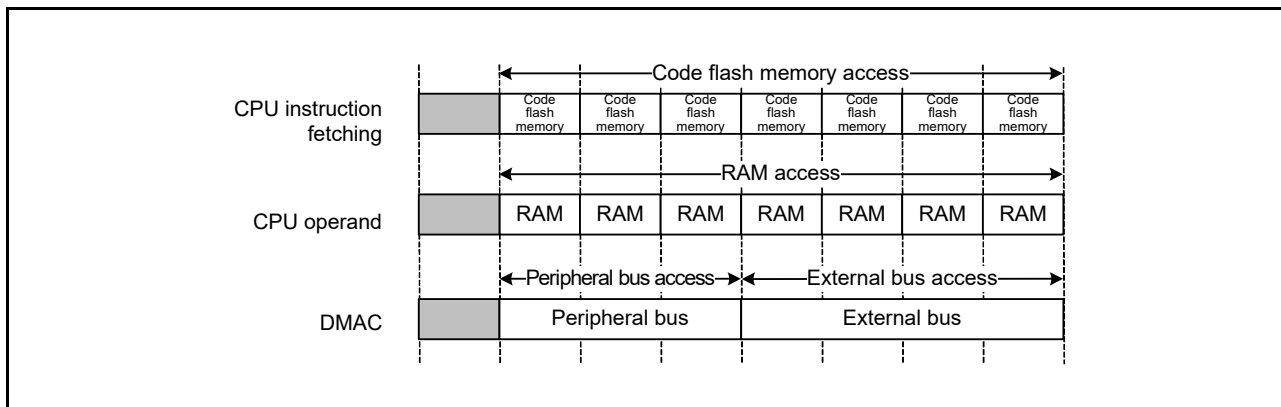 Code flash memory access
CPU instruction
fetching
Code Code Code Code Code Code Code
flash flash flash flash flash flash flash
memory memory memory memory memory memory memory
RAM access
CPU operand
RAM RAM RAM RAM RAM RAM RAM
Peripheral bus access External bus access
DMAC
Peripheral bus External bus